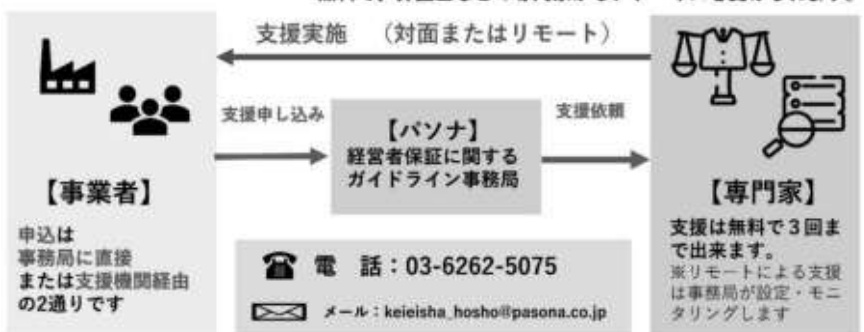 支援実施 (対面またはリモート)
支援申し込み
支援依頼
【パソナ】
経営者保証に関する
ガイドライン事務局
【事業者】
申込は
事務局に直接
または支援機関経由
の2通りです
【専門家】
支援は無料で3回ま
で出来ます。
※リモートによる支援
は事務局が設定・モニ
タリングします
電 話:03-6262-5075
メール:keieisha_hosho@pasona.co.jp